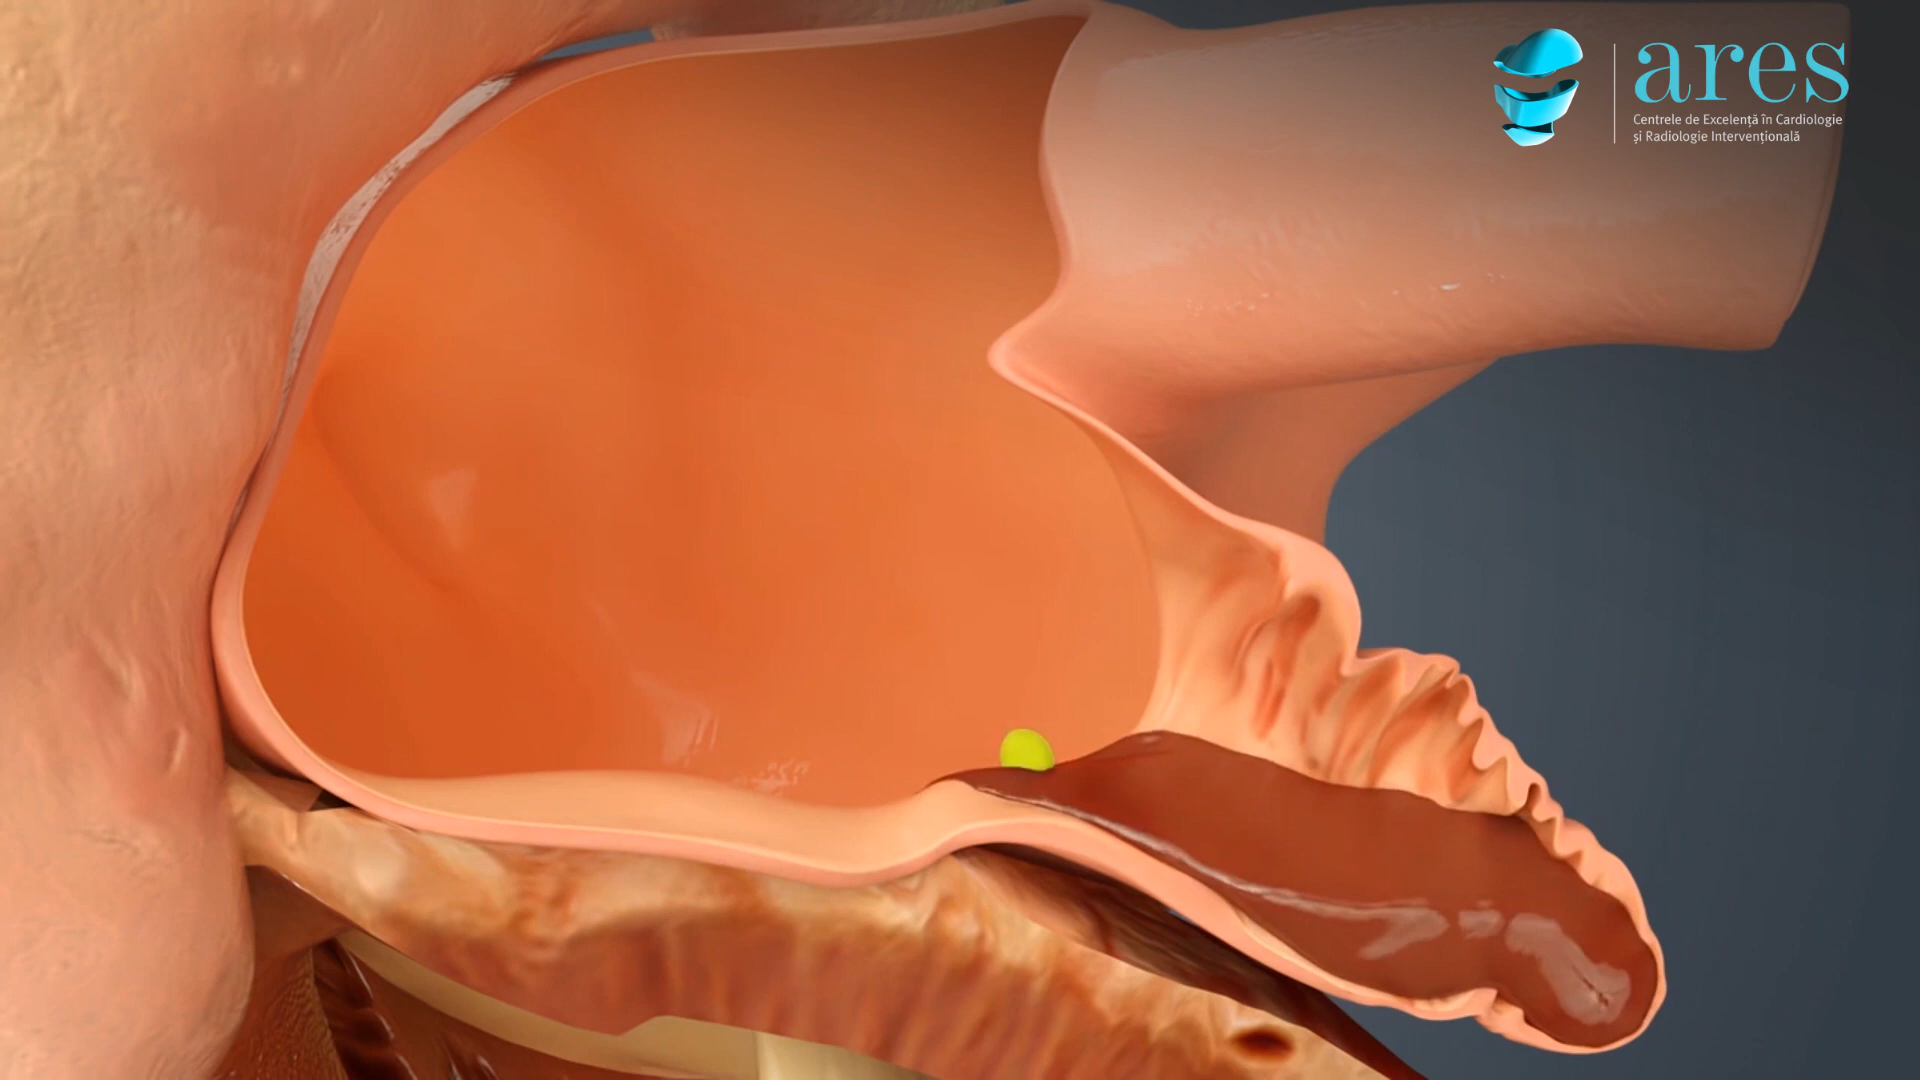 ares
Centrele de Excelență în Cardiologie
și Radiologie Intervențională